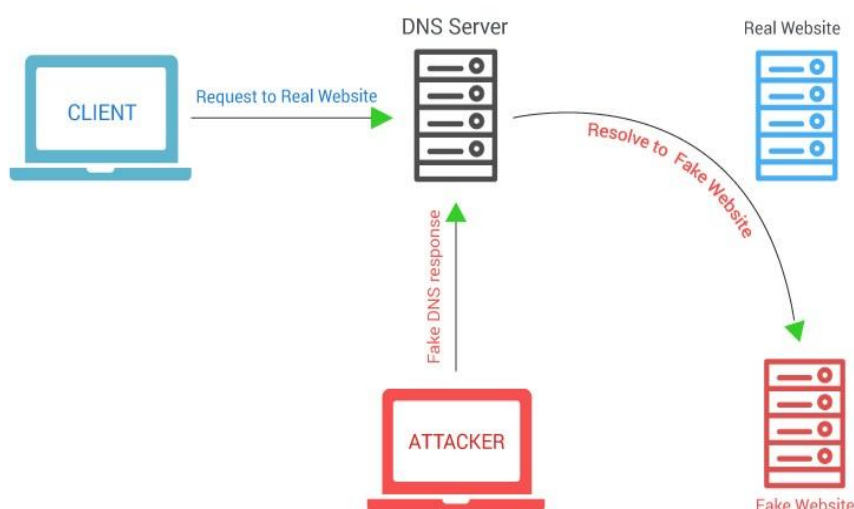 DNS Server
Real Website
CLIENT
Request to Real Website
Resolve to Fake Website
Fake DNS response
ATTACKER
Fake Website